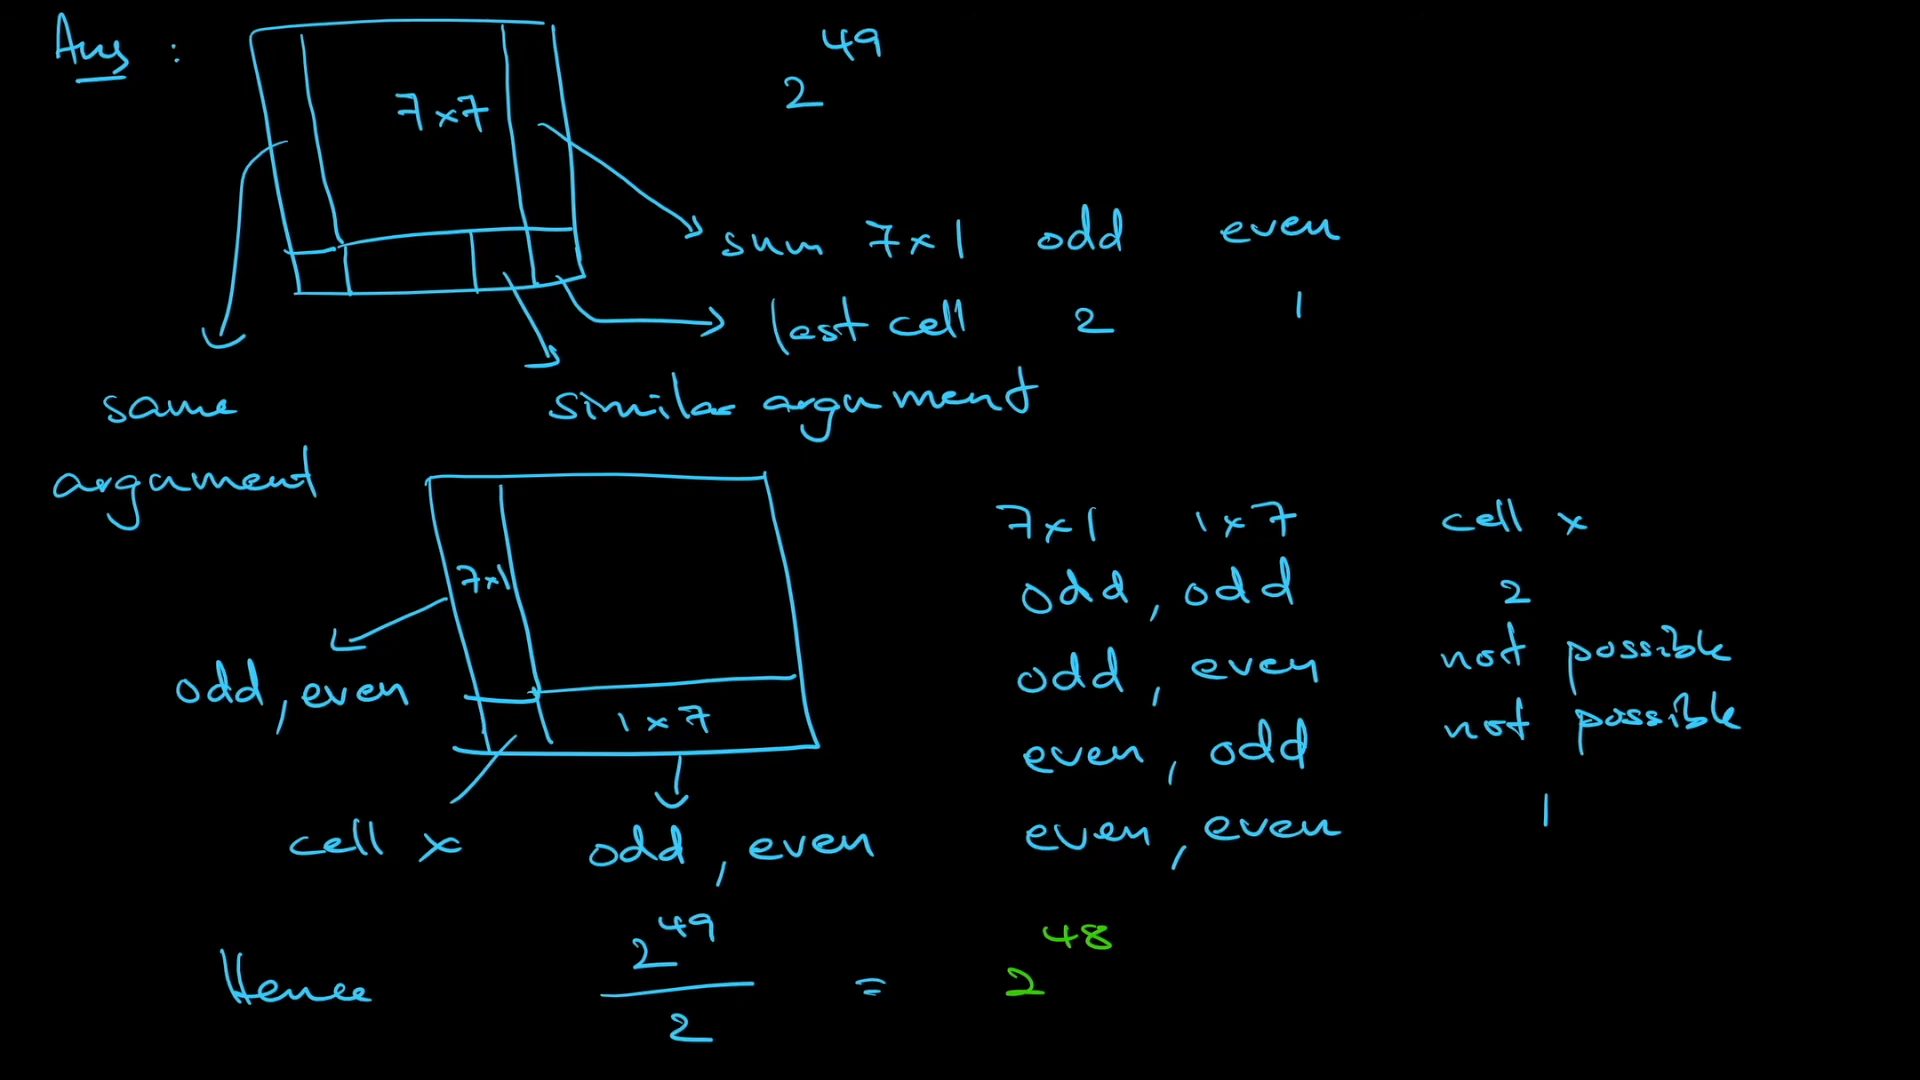 Ans :
7x7
2^49
sum 7x1 odd even
last cell 2 1
same argument
similar argument
7x1
1x7
odd, even
cell x
odd, even
7x1 1x7 cell x
odd, odd 2
odd, even not possible
even, odd not possible
even, even 1
Hence 2^49 / 2 = 2^48